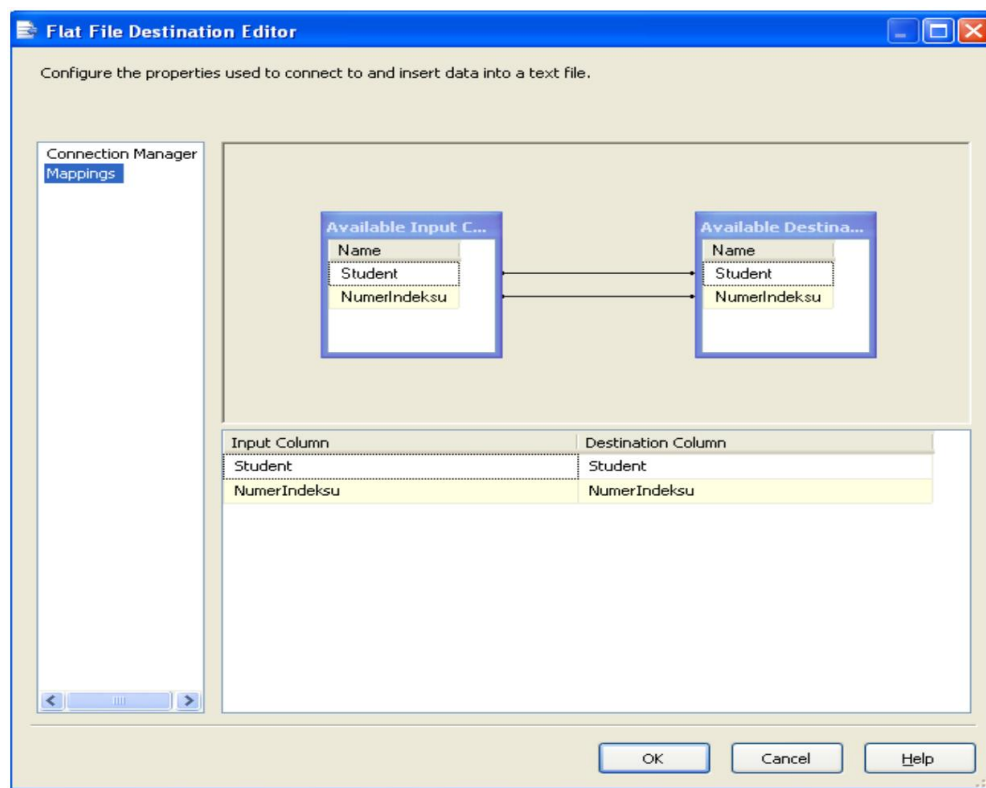 Flat File Destination Editor
Configure the properties used to connect to and insert data into a text file.
Connection Manager
Mappings
Available Input C...
Name
Student
NumerIndeksu
Available Destina...
Name
Student
NumerIndeksu
Input Column Destination Column
Student Student
NumerIndeksu NumerIndeksu
OK Cancel Help